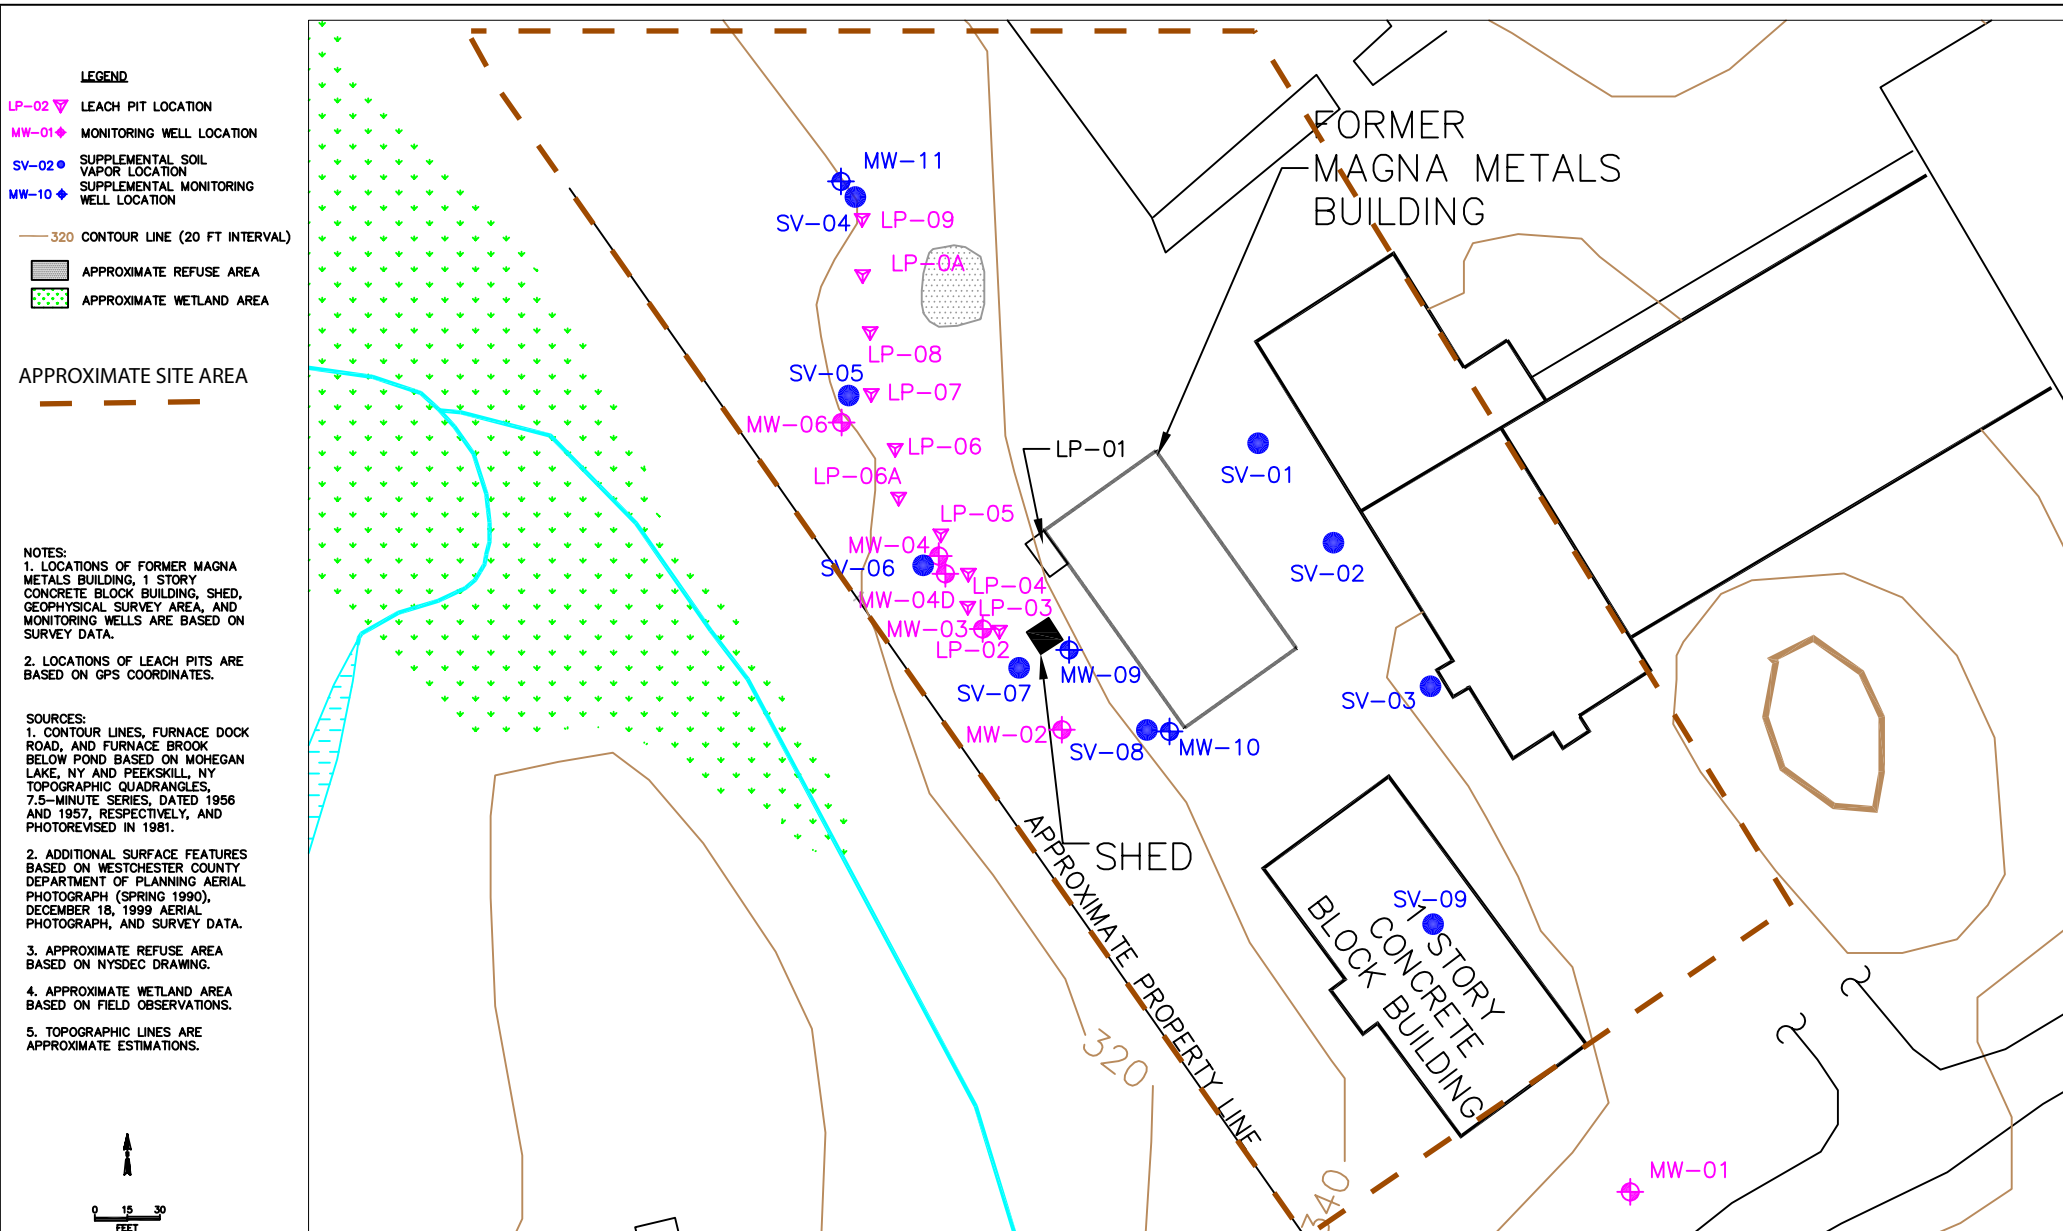 LEGEND
LP-02 LEACH PIT LOCATION
MW-01 MONITORING WELL LOCATION
SV-02 SUPPLEMENTAL SOIL
VAPOR LOCATION
MW-10 SUPPLEMENTAL MONITORING
WELL LOCATION
320 CONTOUR LINE (20 FT INTERVAL)
APPROXIMATE REFUSE AREA
APPROXIMATE WETLAND AREA
APPROXIMATE SITE AREA
NOTES:
1. LOCATIONS OF FORMER MAGNA
METALS BUILDING, 1 STORY
CONCRETE BLOCK BUILDING, SHED,
GEOPHYSICAL SURVEY AREA, AND
MONITORING WELLS ARE BASED ON
SURVEY DATA.
2. LOCATIONS OF LEACH PITS ARE
BASED ON GPS COORDINATES.
SOURCES:
1. CONTOUR LINES, FURNACE DOCK
ROAD, AND FURNACE BROOK
BELOW POND BASED ON MOHEGAN
LAKE, NY AND PEEKSKILL, NY
TOPOGRAPHIC QUADRANGLES,
7.5-MINUTE SERIES, DATED 1956
AND 1957, RESPECTIVELY, AND
PHOTOREVISED IN 1981.
2. ADDITIONAL SURFACE FEATURES
BASED ON WESTCHESTER COUNTY
DEPARTMENT OF PLANNING AERIAL
PHOTOGRAPH (SPRING 1990),
DECEMBER 18, 1999 AERIAL
PHOTOGRAPH, AND SURVEY DATA.
3. APPROXIMATE REFUSE AREA
BASED ON NYSDEC DRAWING.
4. APPROXIMATE WETLAND AREA
BASED ON FIELD OBSERVATIONS.
5. TOPOGRAPHIC LINES ARE
APPROXIMATE ESTIMATIONS.
0 15 30
FEET
FORMER
MAGNA METALS
BUILDING
MW-11
SV-04
LP-09
LP-0A
LP-08
SV-05
LP-07
MW-06
LP-06
LP-01
LP-06A
SV-01
LP-05
MW-04
SV-06
SV-02
LP-04
MW-04D
LP-03
MW-03
LP-02
MW-09
SV-07
SV-03
MW-02
SV-08
MW-10
SHED
APPROXIMATE PROPERTY LINE
SV-09
1 STORY
CONCRETE
BLOCK BUILDING
320
340
MW-01